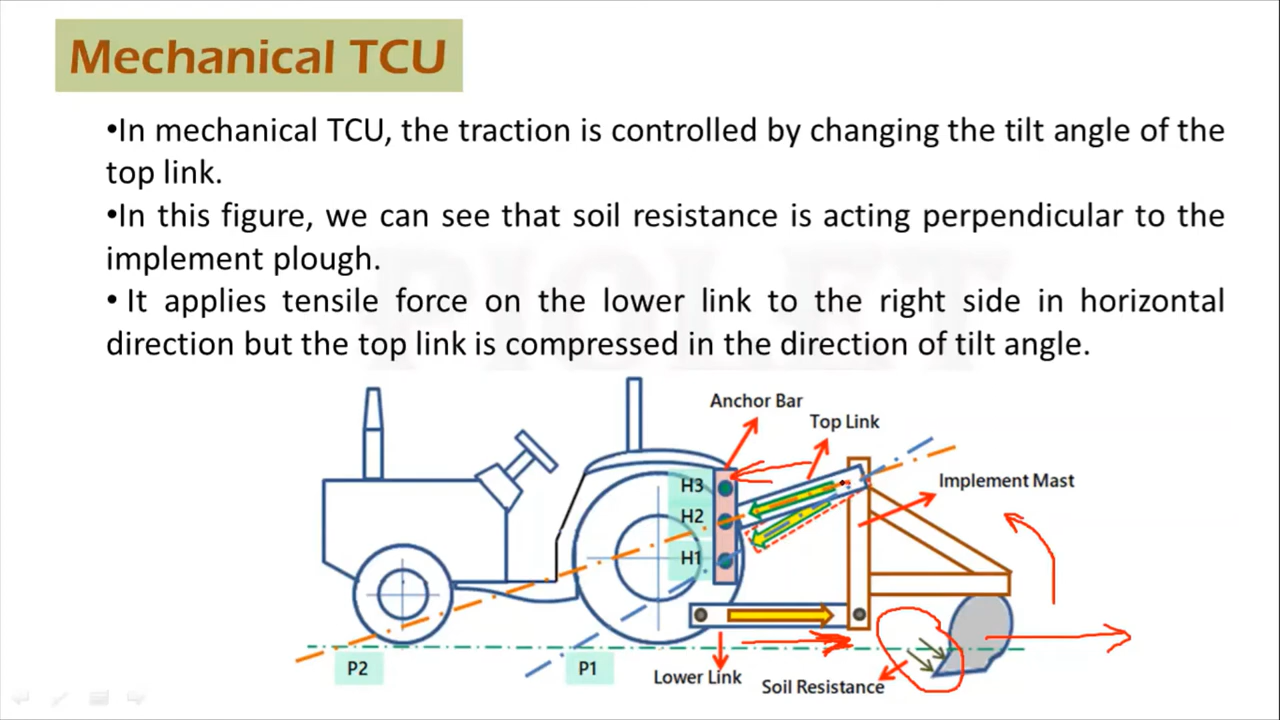 Mechanical TCU
•In mechanical TCU, the traction is controlled by changing the tilt angle of the
top link.
•In this figure, we can see that soil resistance is acting perpendicular to the
implement plough.
• It applies tensile force on the lower link to the right side in horizontal
direction but the top link is compressed in the direction of tilt angle.
Anchor Bar
Top Link
H3
Implement Mast
H2
H1
P2
P1
Lower Link
Soil Resistance